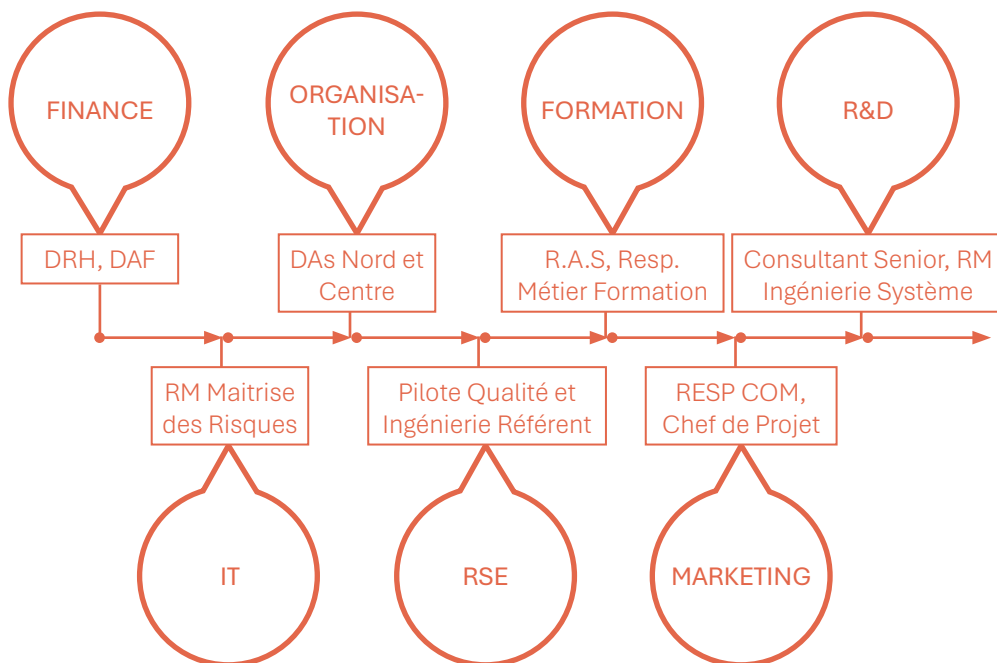 FINANCE
ORGANISA-
TION
FORMATION
R&D
DRH, DAF
DAs Nord et
Centre
R.A.S, Resp.
Métier Formation
Consultant Senior, RM
Ingénierie Système
RM Maitrise
des Risques
Pilote Qualité et
Ingénierie Référent
RESP COM,
Chef de Projet
IT
RSE
MARKETING